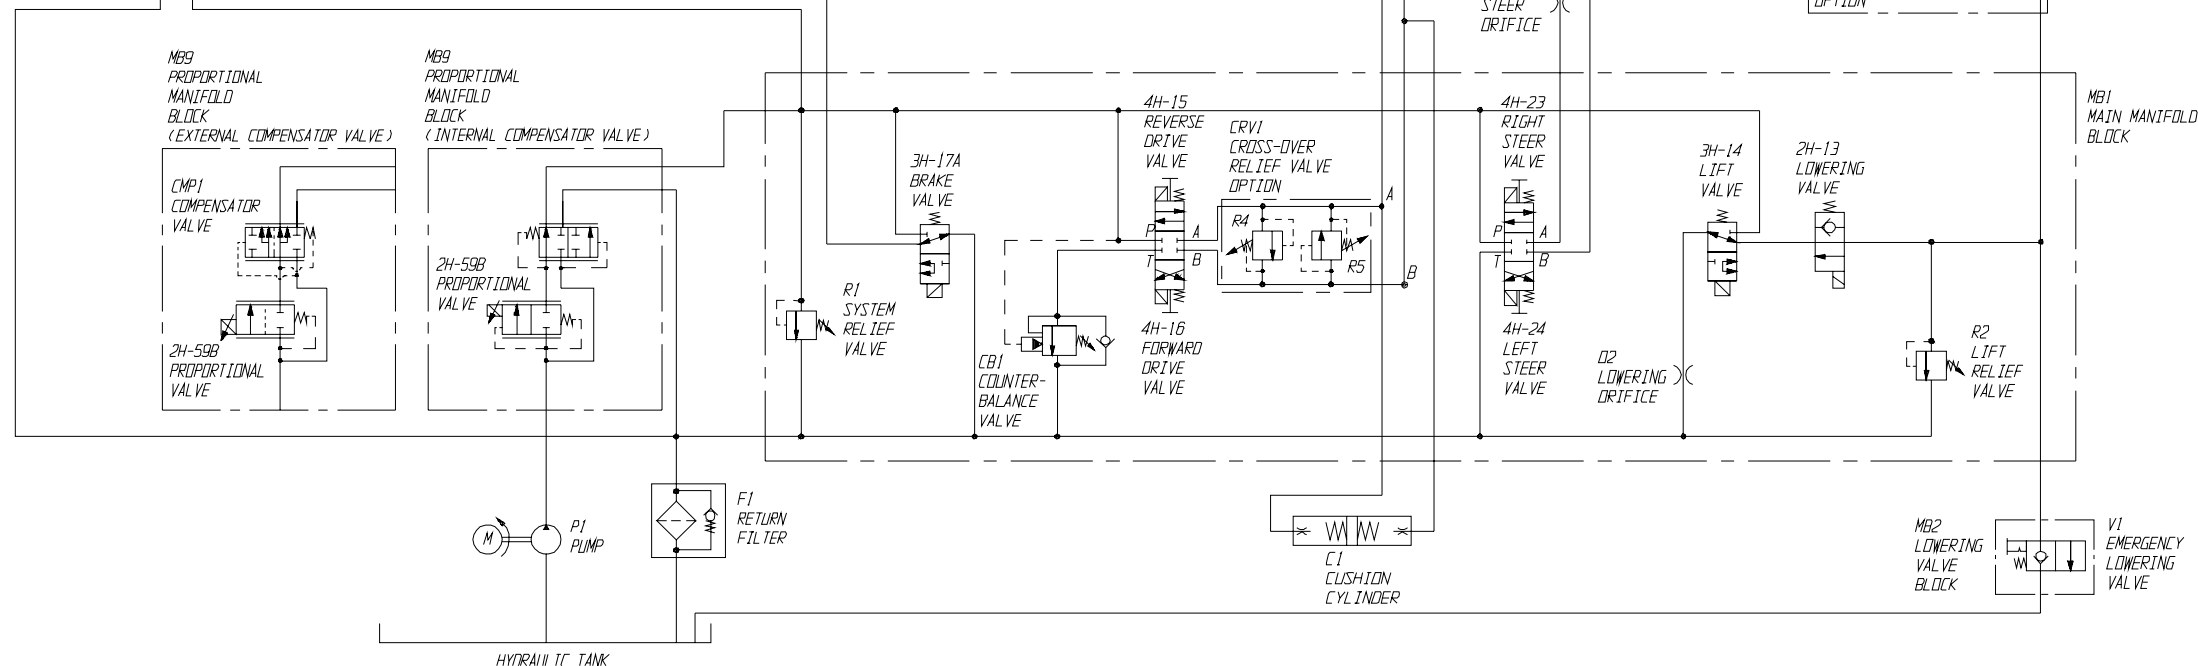 STEER
ORIFICE
OPTION
MB9
PROPORTIONAL
MANIFOLD
BLOCK
(EXTERNAL COMPENSATOR VALVE)
MB9
PROPORTIONAL
MANIFOLD
BLOCK
(INTERNAL COMPENSATOR VALVE)
CMP1
COMPENSATOR
VALVE
2H-59B
PROPORTIONAL
VALVE
2H-59B
PROPORTIONAL
VALVE
3H-17A
BRAKE
VALVE
R1
SYSTEM
RELIEF
VALVE
4H-15
REVERSE
DRIVE
VALVE
P
A
T
B
4H-16
FORWARD
DRIVE
VALVE
CRV1
CROSS-OVER
RELIEF VALVE
OPTION
R4
R5
A
B
CB1
COUNTER-
BALANCE
VALVE
4H-23
RIGHT
STEER
VALVE
P
A
T
B
4H-24
LEFT
STEER
VALVE
3H-14
LIFT
VALVE
2H-13
LOWERING
VALVE
O2
LOWERING
ORIFICE
R2
LIFT
RELIEF
VALVE
MB1
MAIN MANIFOLD
BLOCK
M
P1
PUMP
F1
RETURN
FILTER
C1
CUSHION
CYLINDER
MB2
LOWERING
VALVE
BLOCK
V1
EMERGENCY
LOWERING
VALVE
HYDRAULIC TANK